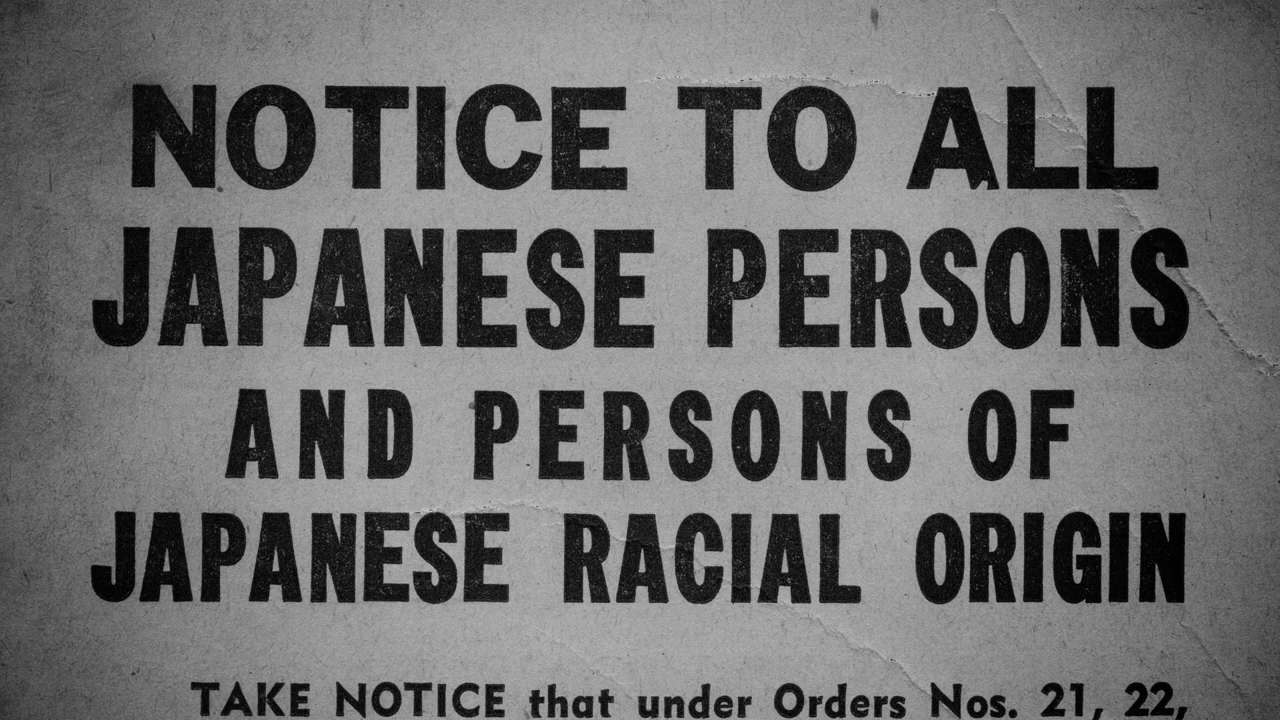 NOTICE TO ALL
JAPANESE PERSONS
AND PERSONS OF
JAPANESE RACIAL ORIGIN
TAKE NOTICE that under Orders Nos. 21, 22,